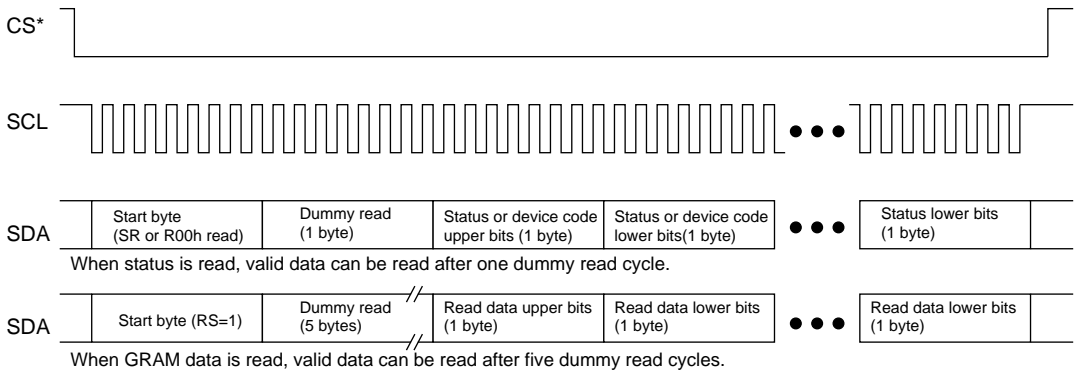 CS*
SCL
SDA
Start byte
(SR or R00h read)
Dummy read
(1 byte)
Status or device code
upper bits (1 byte)
Status or device code
lower bits(1 byte)
Status lower bits
(1 byte)
When status is read, valid data can be read after one dummy read cycle.
SDA
Start byte (RS=1)
Dummy read
(5 bytes)
Read data upper bits
(1 byte)
Read data lower bits
(1 byte)
Read data lower bits
(1 byte)
When GRAM data is read, valid data can be read after five dummy read cycles.